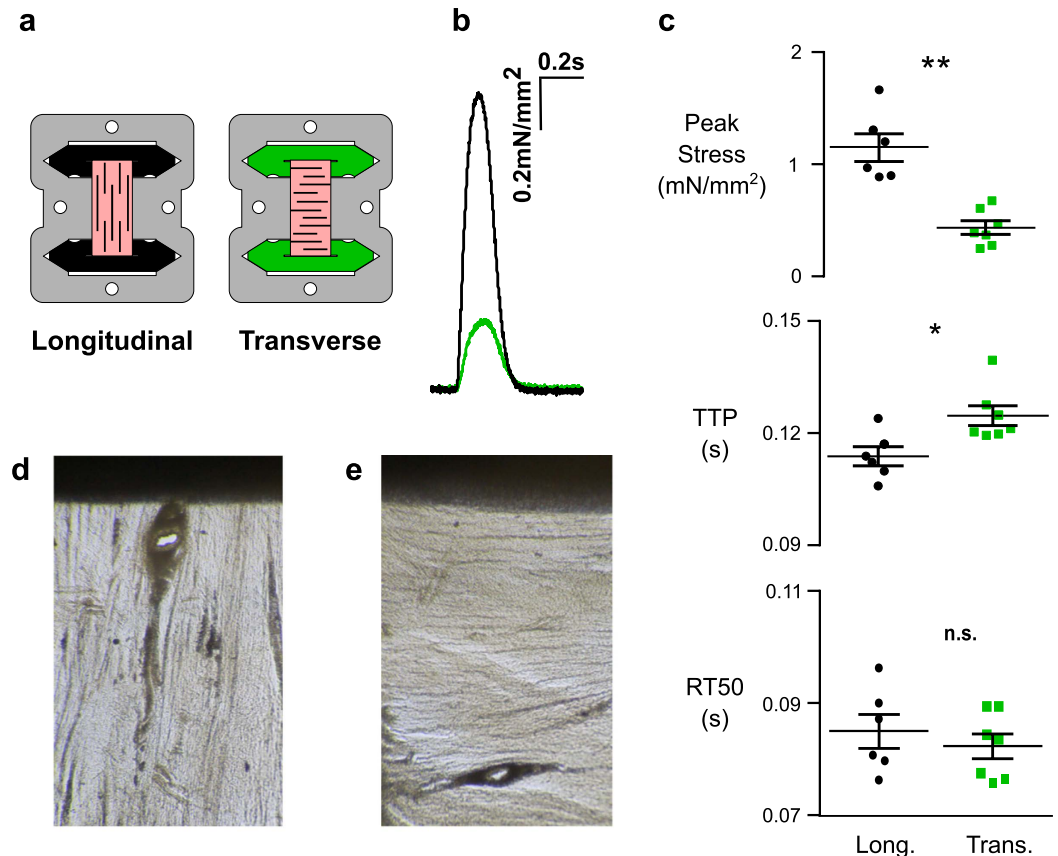 a
b
c
0.2s
0.2mN/mm²
Longitudinal
Transverse
d
e
Peak
Stress
(mN/mm²)
2
1
0
**
TTP
(s)
0.15
0.12
0.09
*
RT50
(s)
0.11
0.09
0.07
n.s.
Long.
Trans.